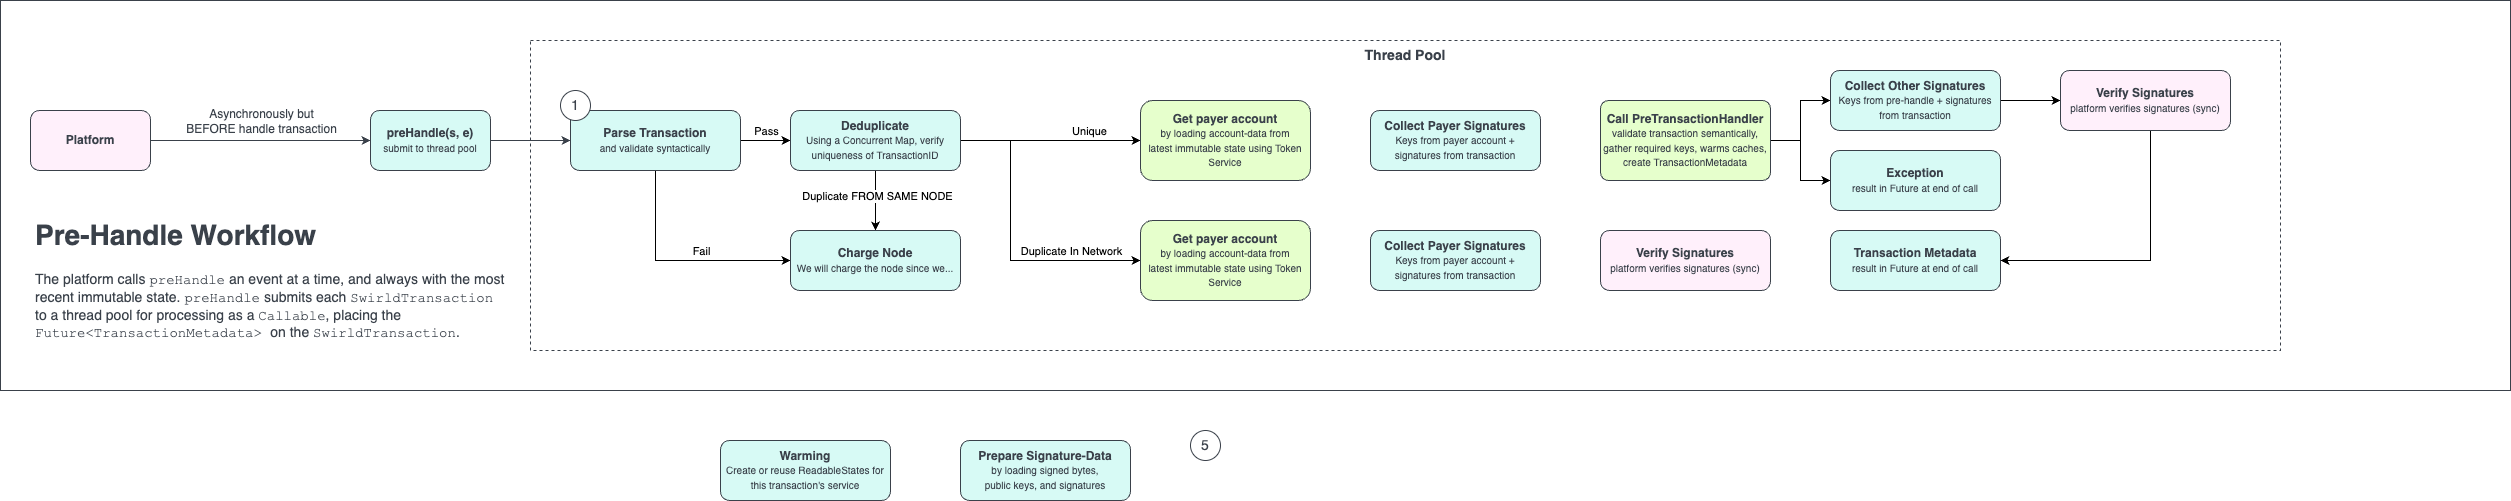 Thread Pool
Platform
Asynchronously but
BEFORE handle transaction
preHandle(s, e)
submit to thread pool
1
Parse Transaction
and validate syntactically
Pass
Deduplicate
Using a Concurrent Map, verify
uniqueness of TransactionID
Unique
Get payer account
by loading account-data from
latest immutable state using Token
Service
Collect Payer Signatures
Keys from payer account +
signatures from transaction
Call PreTransactionHandler
validate transaction semantically,
gather required keys, warms caches,
create TransactionMetadata
Collect Other Signatures
Keys from pre-handle + signatures
from transaction
Verify Signatures
platform verifies signatures (sync)
Exception
result in Future at end of call
Duplicate FROM SAME NODE
Fail
Charge Node
We will charge the node since we...
Duplicate In Network
Get payer account
by loading account-data from
latest immutable state using Token
Service
Collect Payer Signatures
Keys from payer account +
signatures from transaction
Verify Signatures
platform verifies signatures (sync)
Transaction Metadata
result in Future at end of call
Pre-Handle Workflow
The platform calls preHandle an event at a time, and always with the most
recent immutable state. preHandle submits each SwirldTransaction
to a thread pool for processing as a Callable, placing the
Future<TransactionMetadata> on the SwirldTransaction.
Warming
Create or reuse ReadableStates for
this transaction's service
Prepare Signature-Data
by loading signed bytes,
public keys, and signatures
5